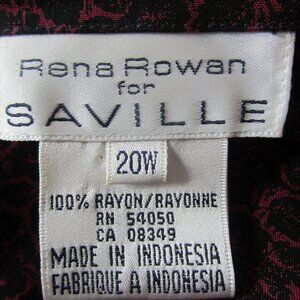 Rena Rowan
for
SAVILLE
20W
100% RAYON/RAYONNE
RN 54050
CA 08349
MADE IN INDONESIA
FABRIQUE À INDONESIA